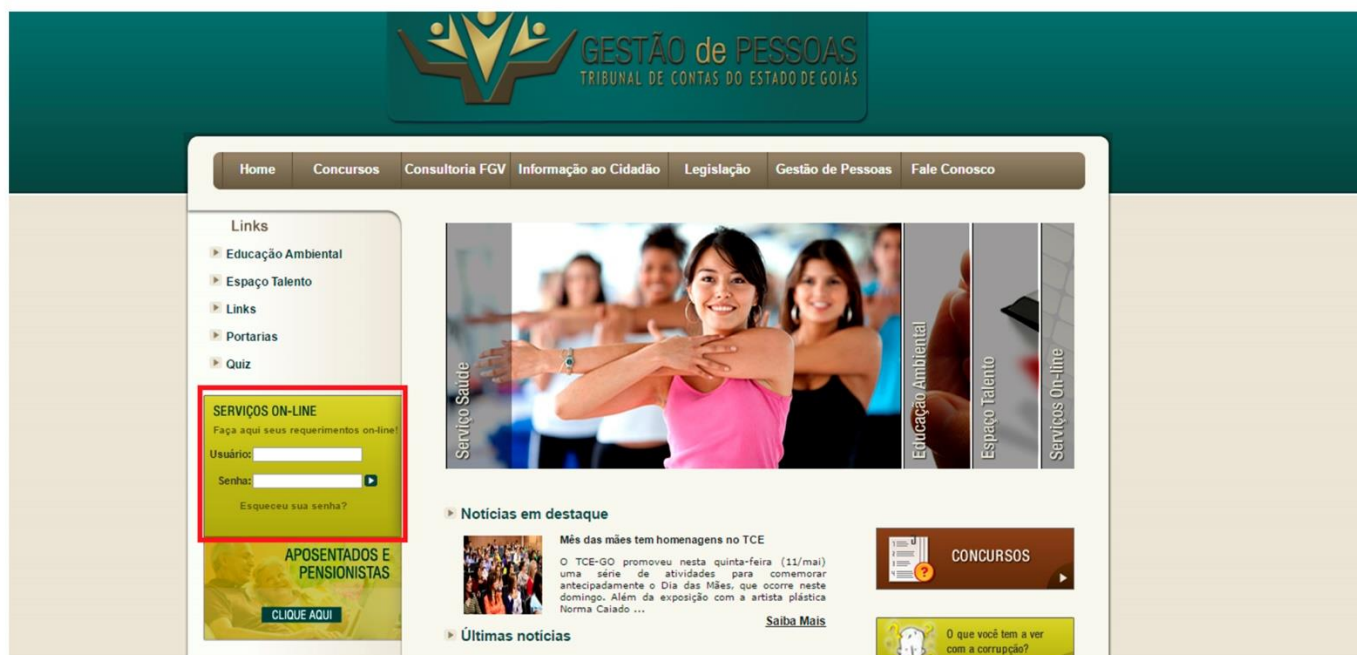 GESTÃO de PESSOAS
TRIBUNAL DE CONTAS DO ESTADO DE GOIÁS
Home Concursos Consultoria FGV Informação ao Cidadão Legislação Gestão de Pessoas Fale Conosco
Links
Educação Ambiental
Espaço Talento
Links
Portarias
Quiz
SERVIÇOS ON-LINE
Faça aqui seus requerimentos on-line!
Usuário:
Senha:
Esqueceu sua senha?
APOSENTADOS E
PENSIONISTAS
CLIQUE AQUI
Serviço Saúde
Educação Ambiental
Espaço Talento
Serviços On-line
Notícias em destaque
Mês das mães tem homenagens no TCE
O TCE-GO promoveu nesta quinta-feira (11/mai)
uma série de atividades para comemorar
antecipadamente o Dia das Mães, que ocorre neste
domingo. Além da exposição com a artista plástica
Norma Caiado ...
Saiba Mais
Últimas notícias
CONCURSOS
O que você tem a ver
com a corrupção?